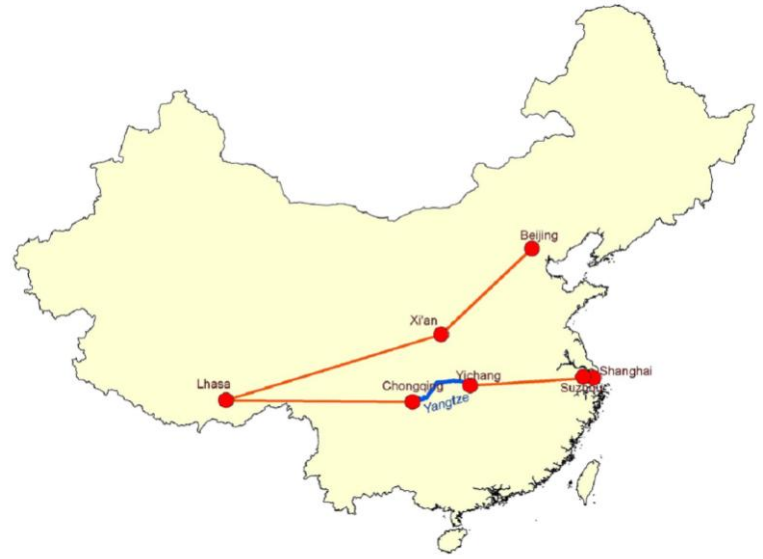 Beijing
Xi'an
Lhasa
Chongqing
Yichang
Shanghai
Suzhou
Yangtze